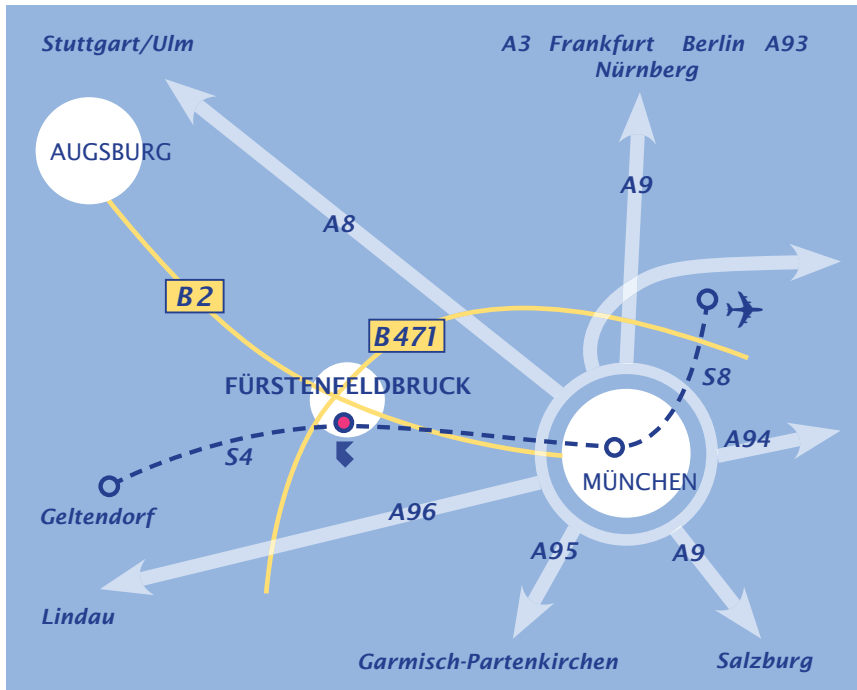 Stuttgart/Ulm
A3 Frankfurt Berlin A93
Nürnberg
AUGSBURG
A9
A8
B2
B471
S8
FÜRSTENFELDBRUCK
A94
S4
MÜNCHEN
Geltendorf
A96
A95
A9
Lindau
Garmisch-Partenkirchen
Salzburg